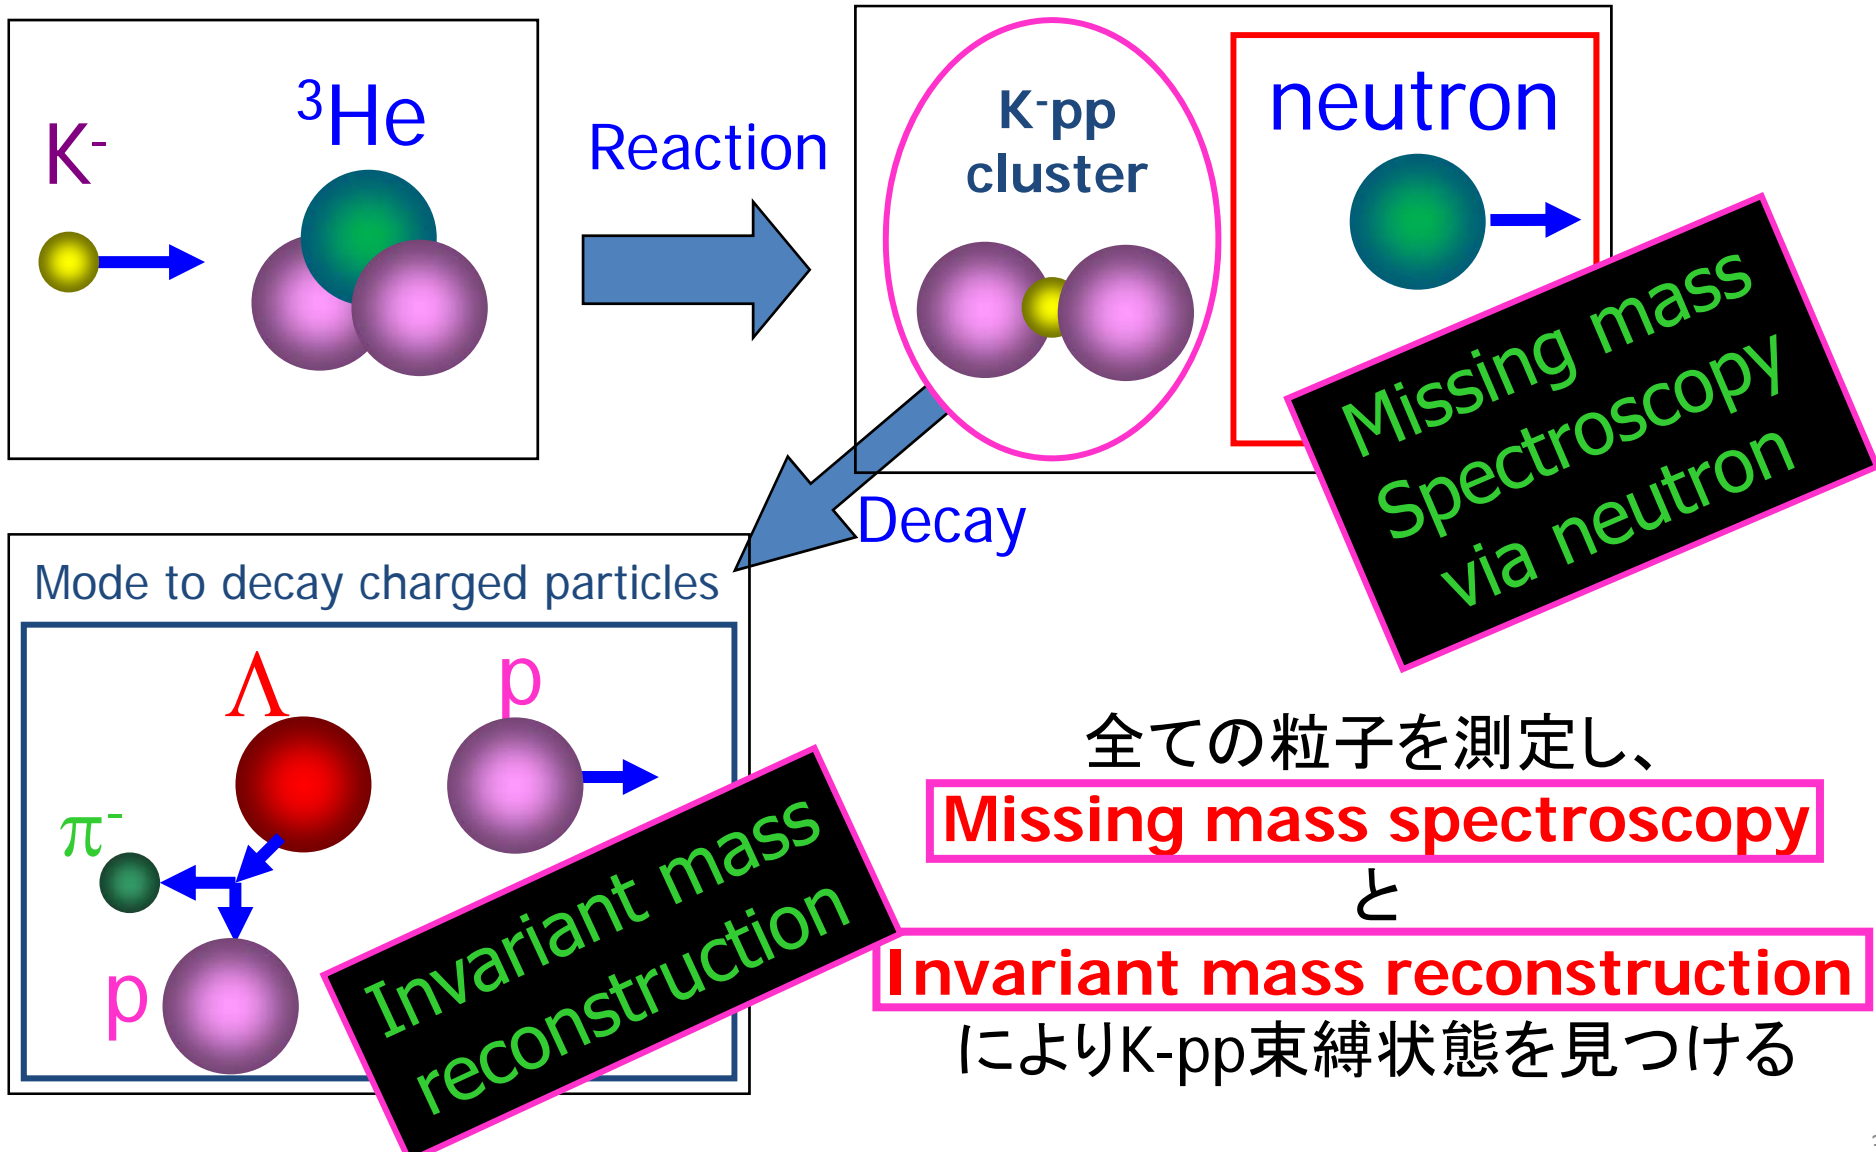 K-
3He
Reaction
K-pp
cluster
neutron
Missing mass
Spectroscopy
via neutron
Decay
Mode to decay charged particles
Λ
p
π-
p
Invariant mass
reconstruction
全ての粒子を測定し、
Missing mass spectroscopy
と
Invariant mass reconstruction
によりK-pp束縛状態を見つける